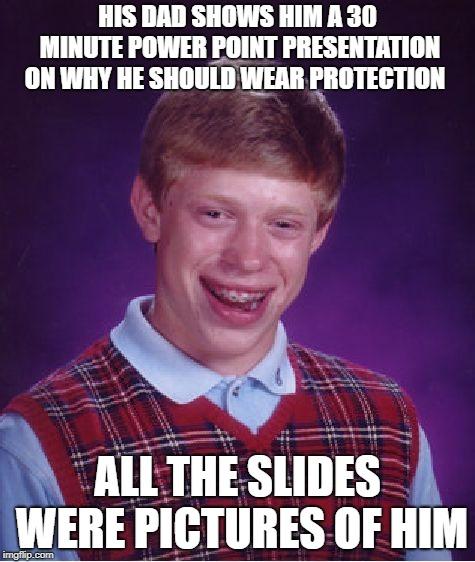 HIS DAD SHOWS HIM A 30
MINUTE POWER POINT PRESENTATION
ON WHY HE SHOULD WEAR PROTECTION
ALL THE SLIDES
WERE PICTURES OF HIM
imgflip.com